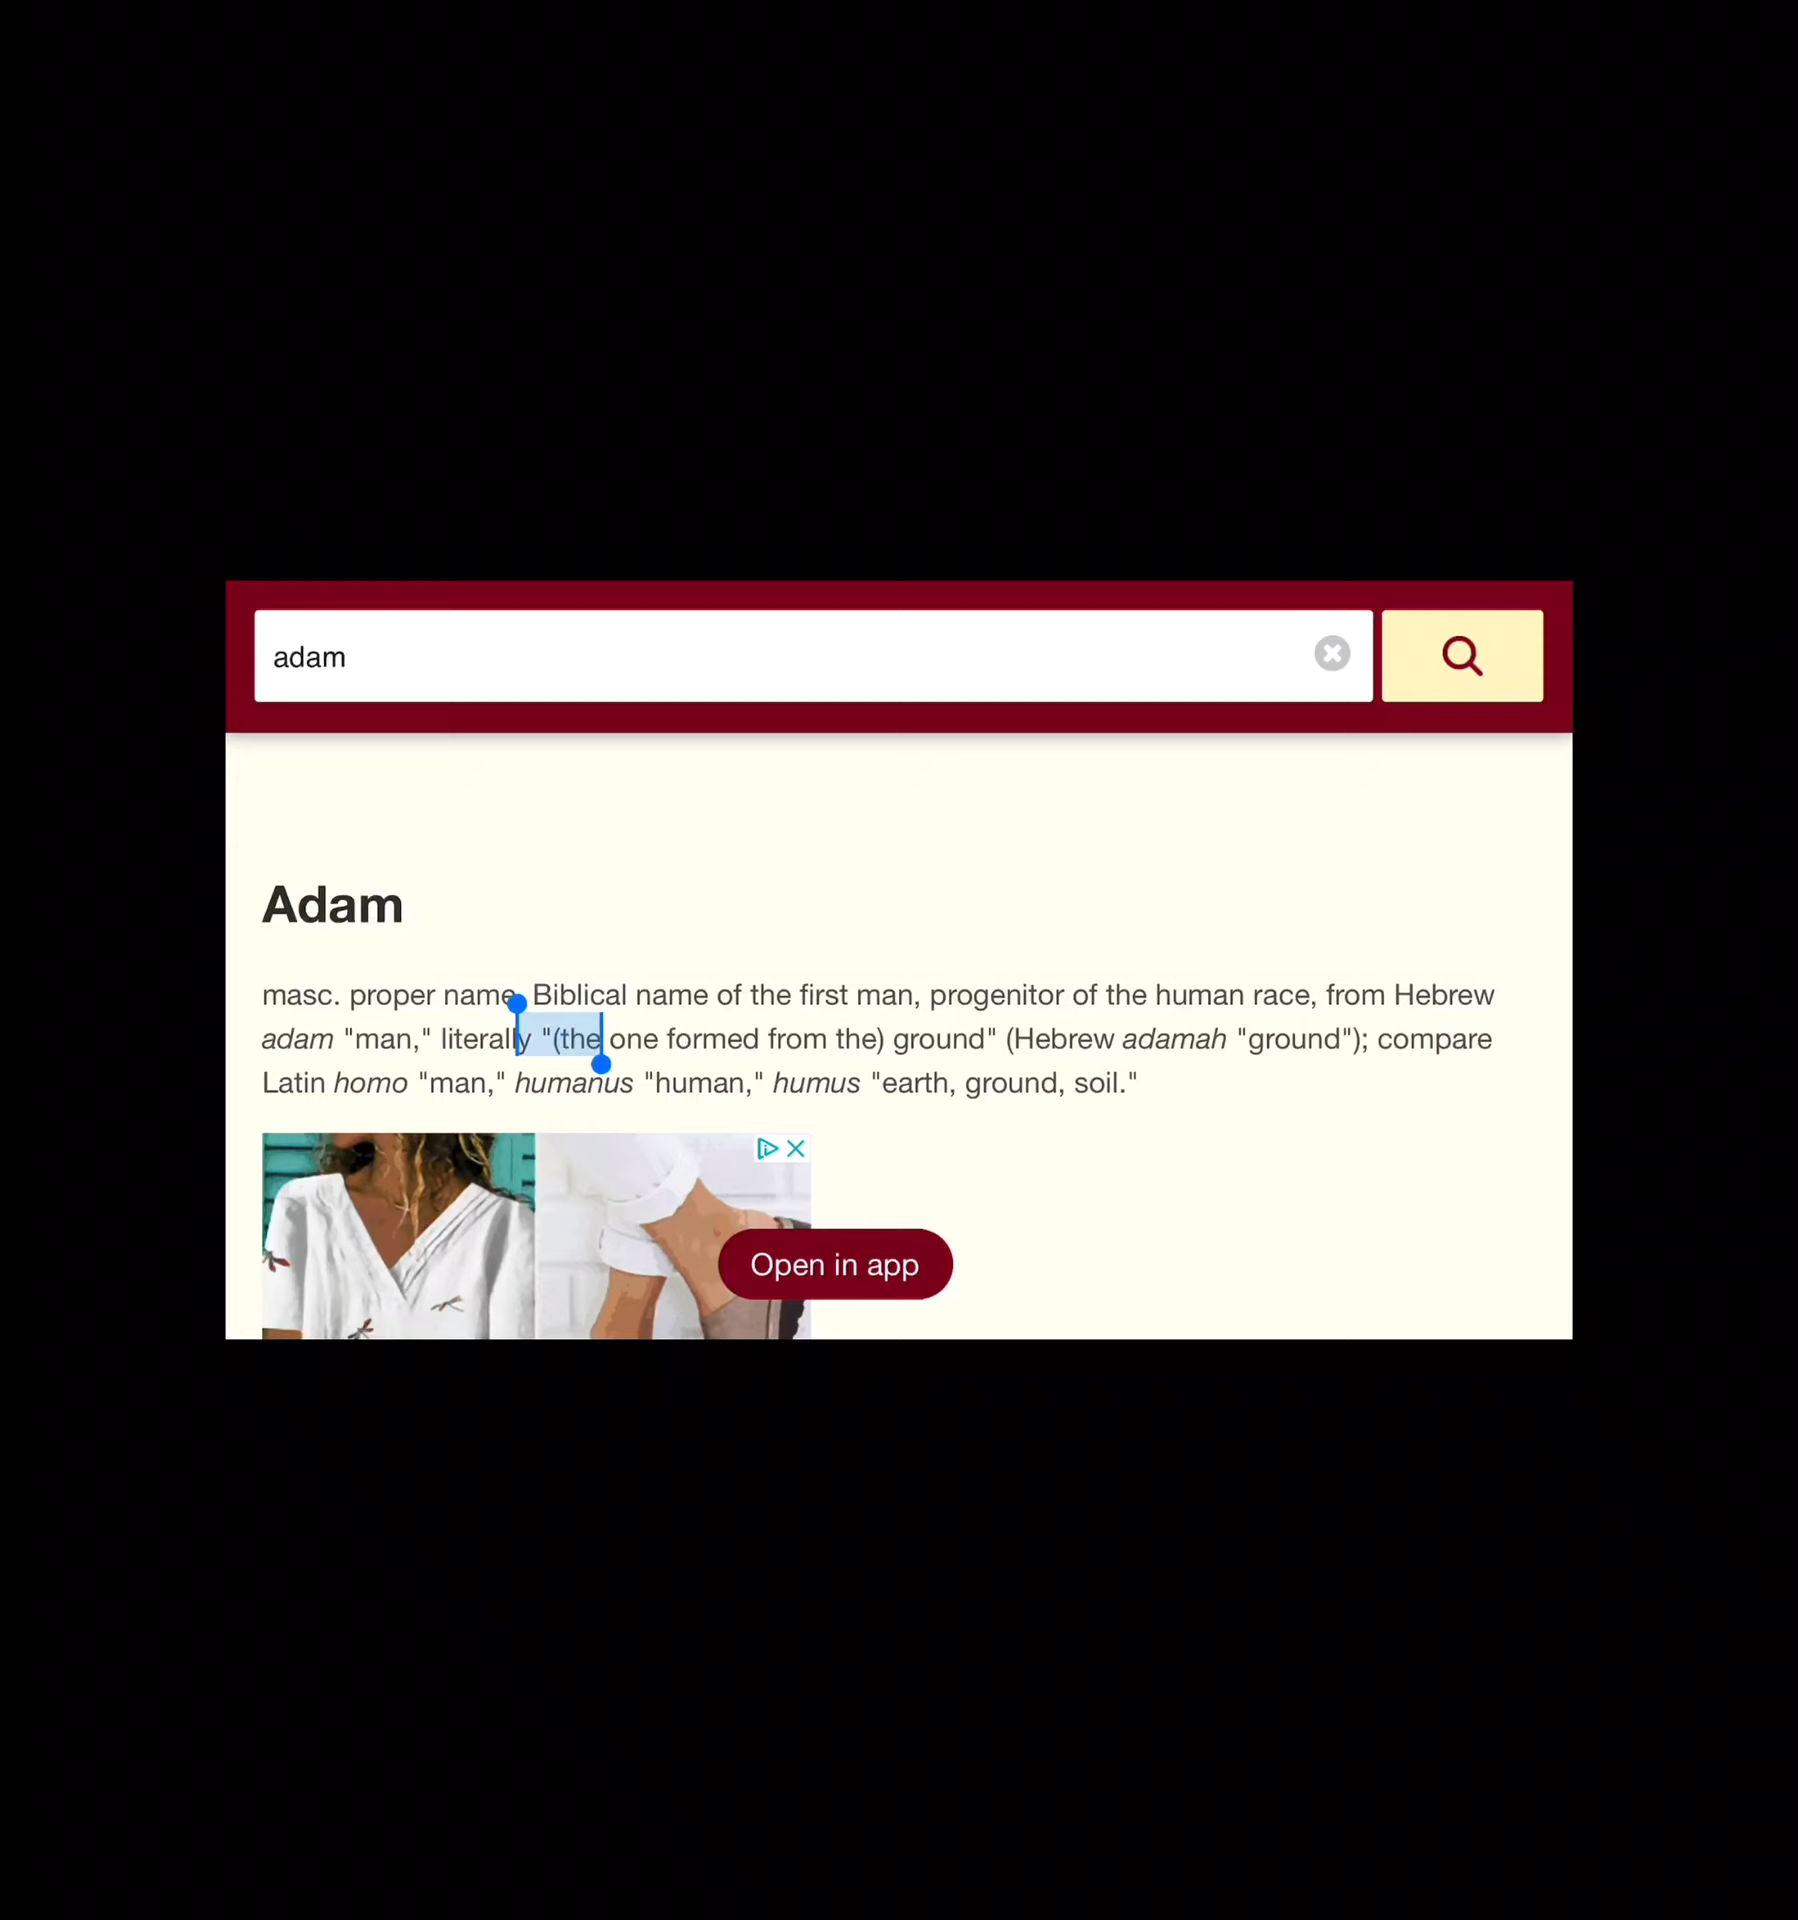 adam
Adam
masc. proper name, Biblical name of the first man, progenitor of the human race, from Hebrew
adam "man," literally "(the one formed from the) ground" (Hebrew adamah "ground"); compare
Latin homo "man," humanus "human," humus "earth, ground, soil."
Open in app